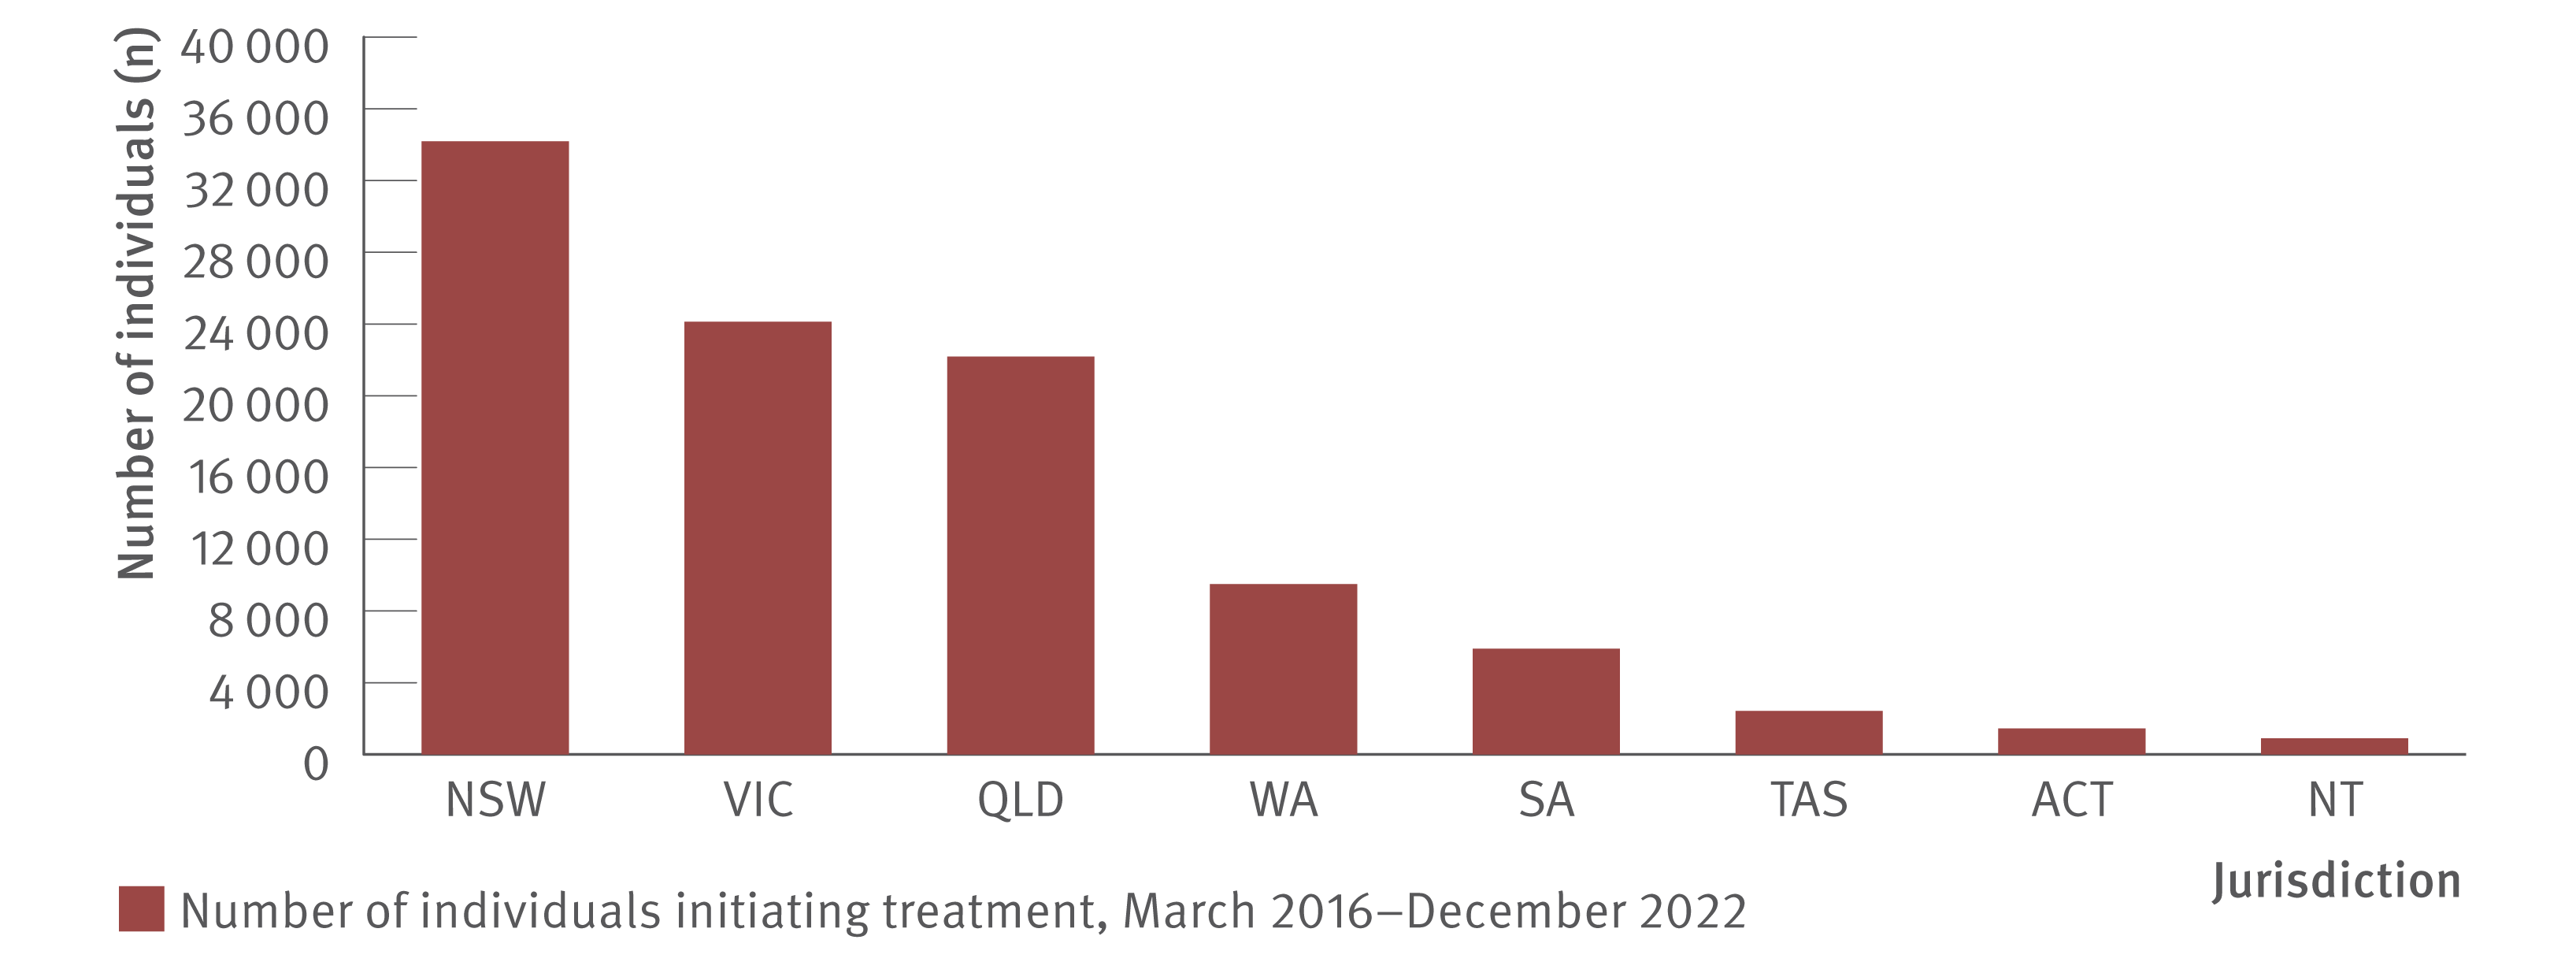 Number of individuals (n)
40 000
36 000
32 000
28 000
24 000
20 000
16 000
12 000
8 000
4 000
0
NSW VIC QLD WA SA TAS ACT NT
Jurisdiction
Number of individuals initiating treatment, March 2016–December 2022